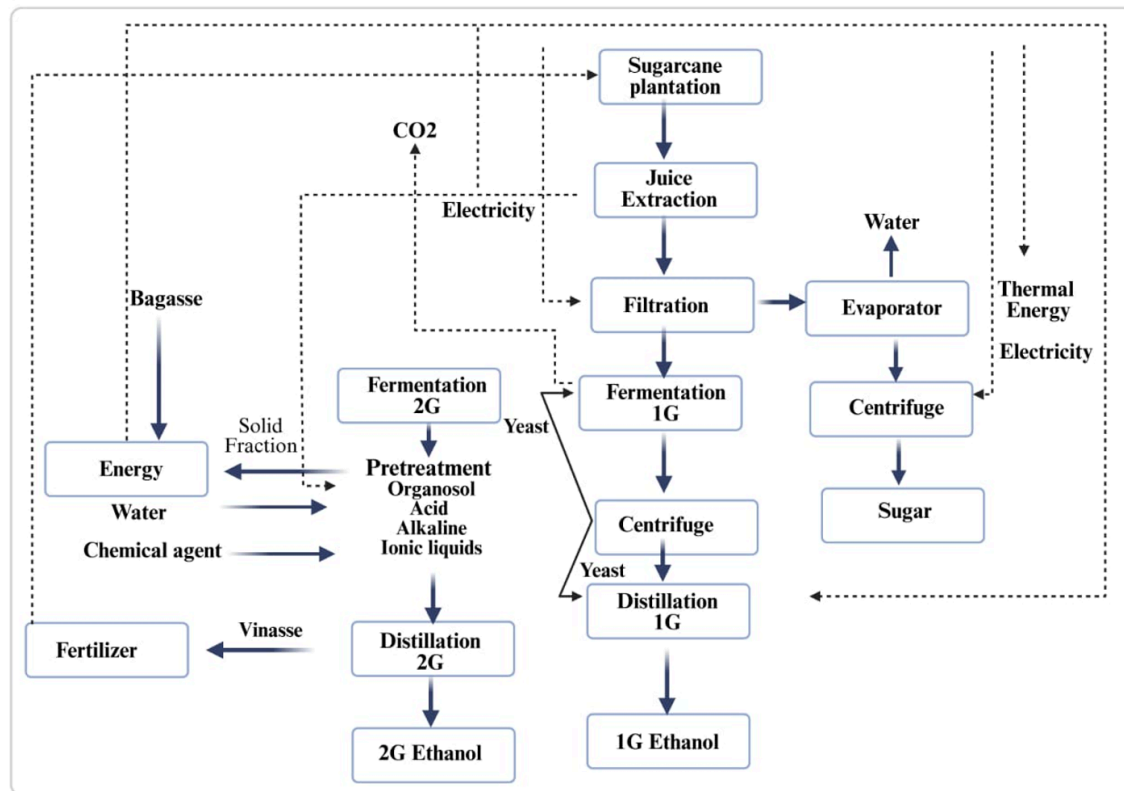 Sugarcane
plantation
CO2
Juice
Extraction
Electricity
Water
Bagasse
Filtration
Evaporator
Thermal
Energy
Electricity
Fermentation
2G
Fermentation
1G
Yeast
Centrifuge
Solid
Fraction
Energy
Pretreatment
Organosol
Acid
Alkaline
Ionic liquids
Water
Chemical agent
Centrifuge
Sugar
Yeast
Distillation
1G
Vinasse
Fertilizer
Distillation
2G
2G Ethanol
1G Ethanol